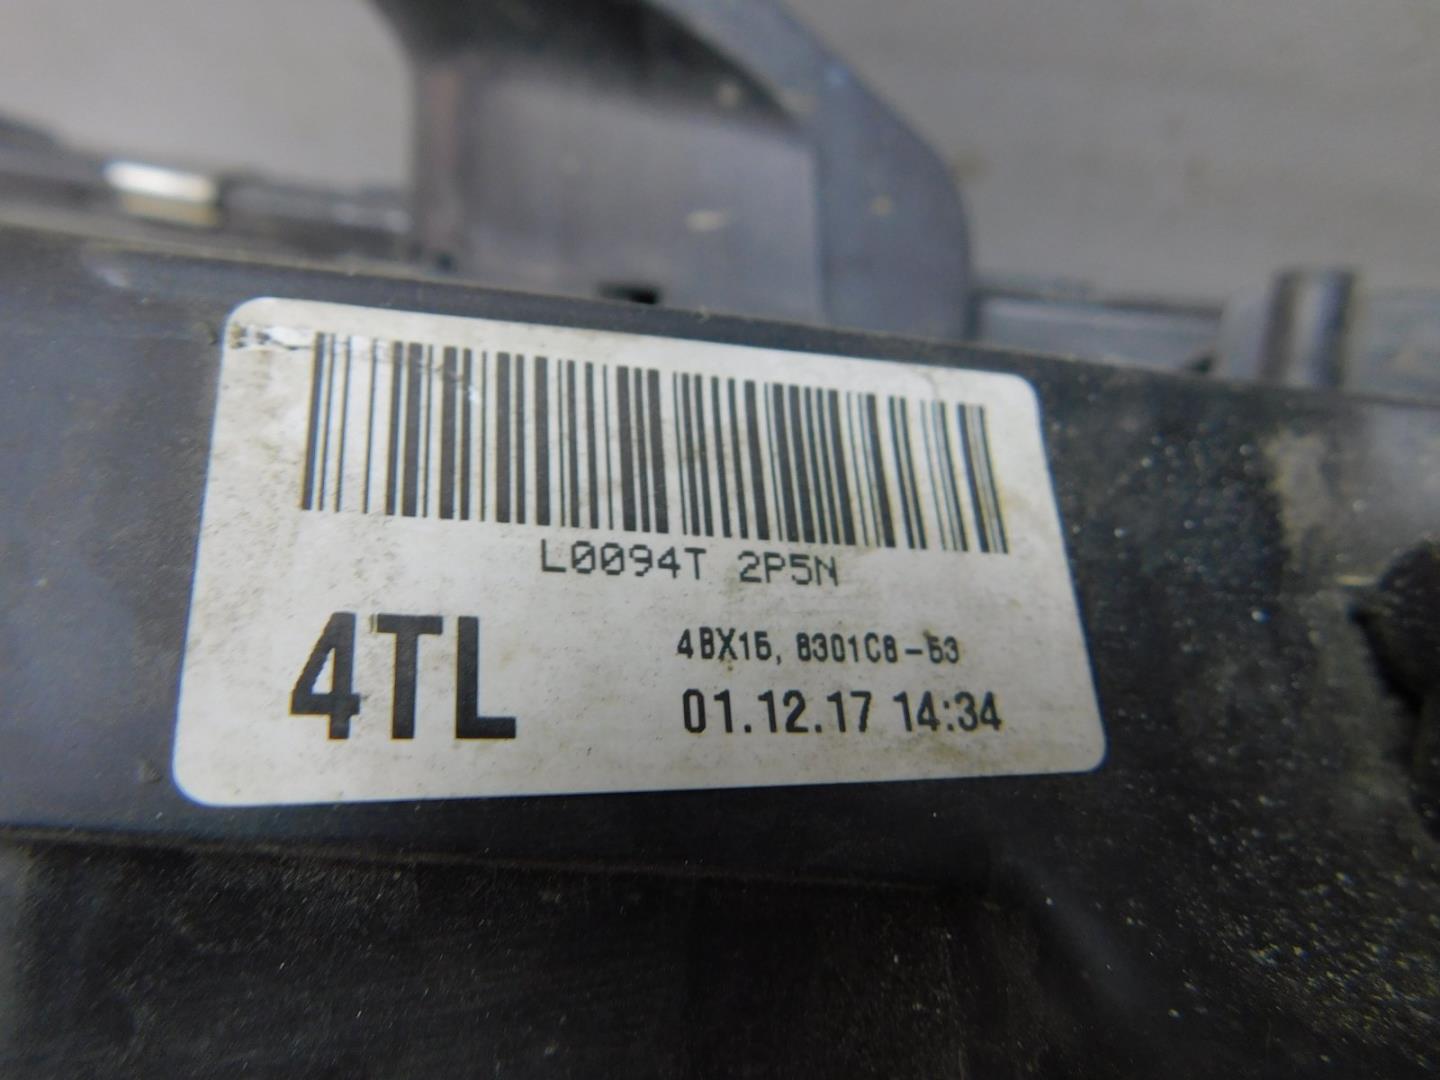 L0094T 2P5N
4TL
4BX15, 8301C8-53
01.12.17 14:34